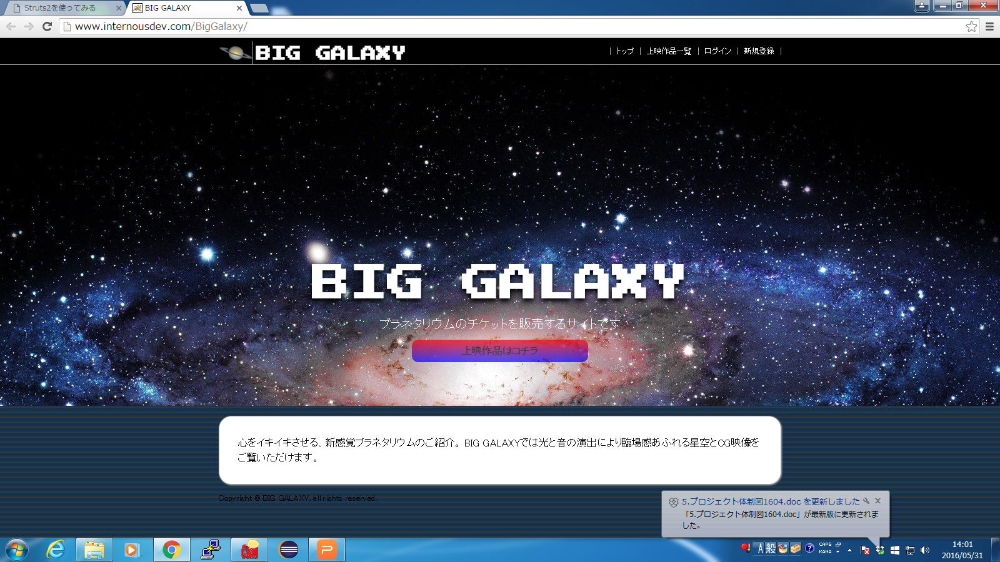 Struts2を使ってみる
BIG GALAXY
www.internousdev.com/BigGalaxy/
BIG GALAXY
| トップ | 上映作品一覧 | ログイン | 新規登録 |
BIG GALAXY
プラネタリウムのチケットを販売するサイトです
上映作品はコチラ
心をイキイキさせる、新感覚プラネタリウムのご紹介。BIG GALAXYでは光と音の演出により臨場感あふれる星空とCG映像を
ご覧いただけます。
Copyright © BIG GALAXY, all rights reserved.
5.プロジェクト体制図1604.doc を更新しました
「5.プロジェクト体制図1604.doc」が最新版に更新されま
した。
A 般
CAPS
KANA
14:01
2016/05/31